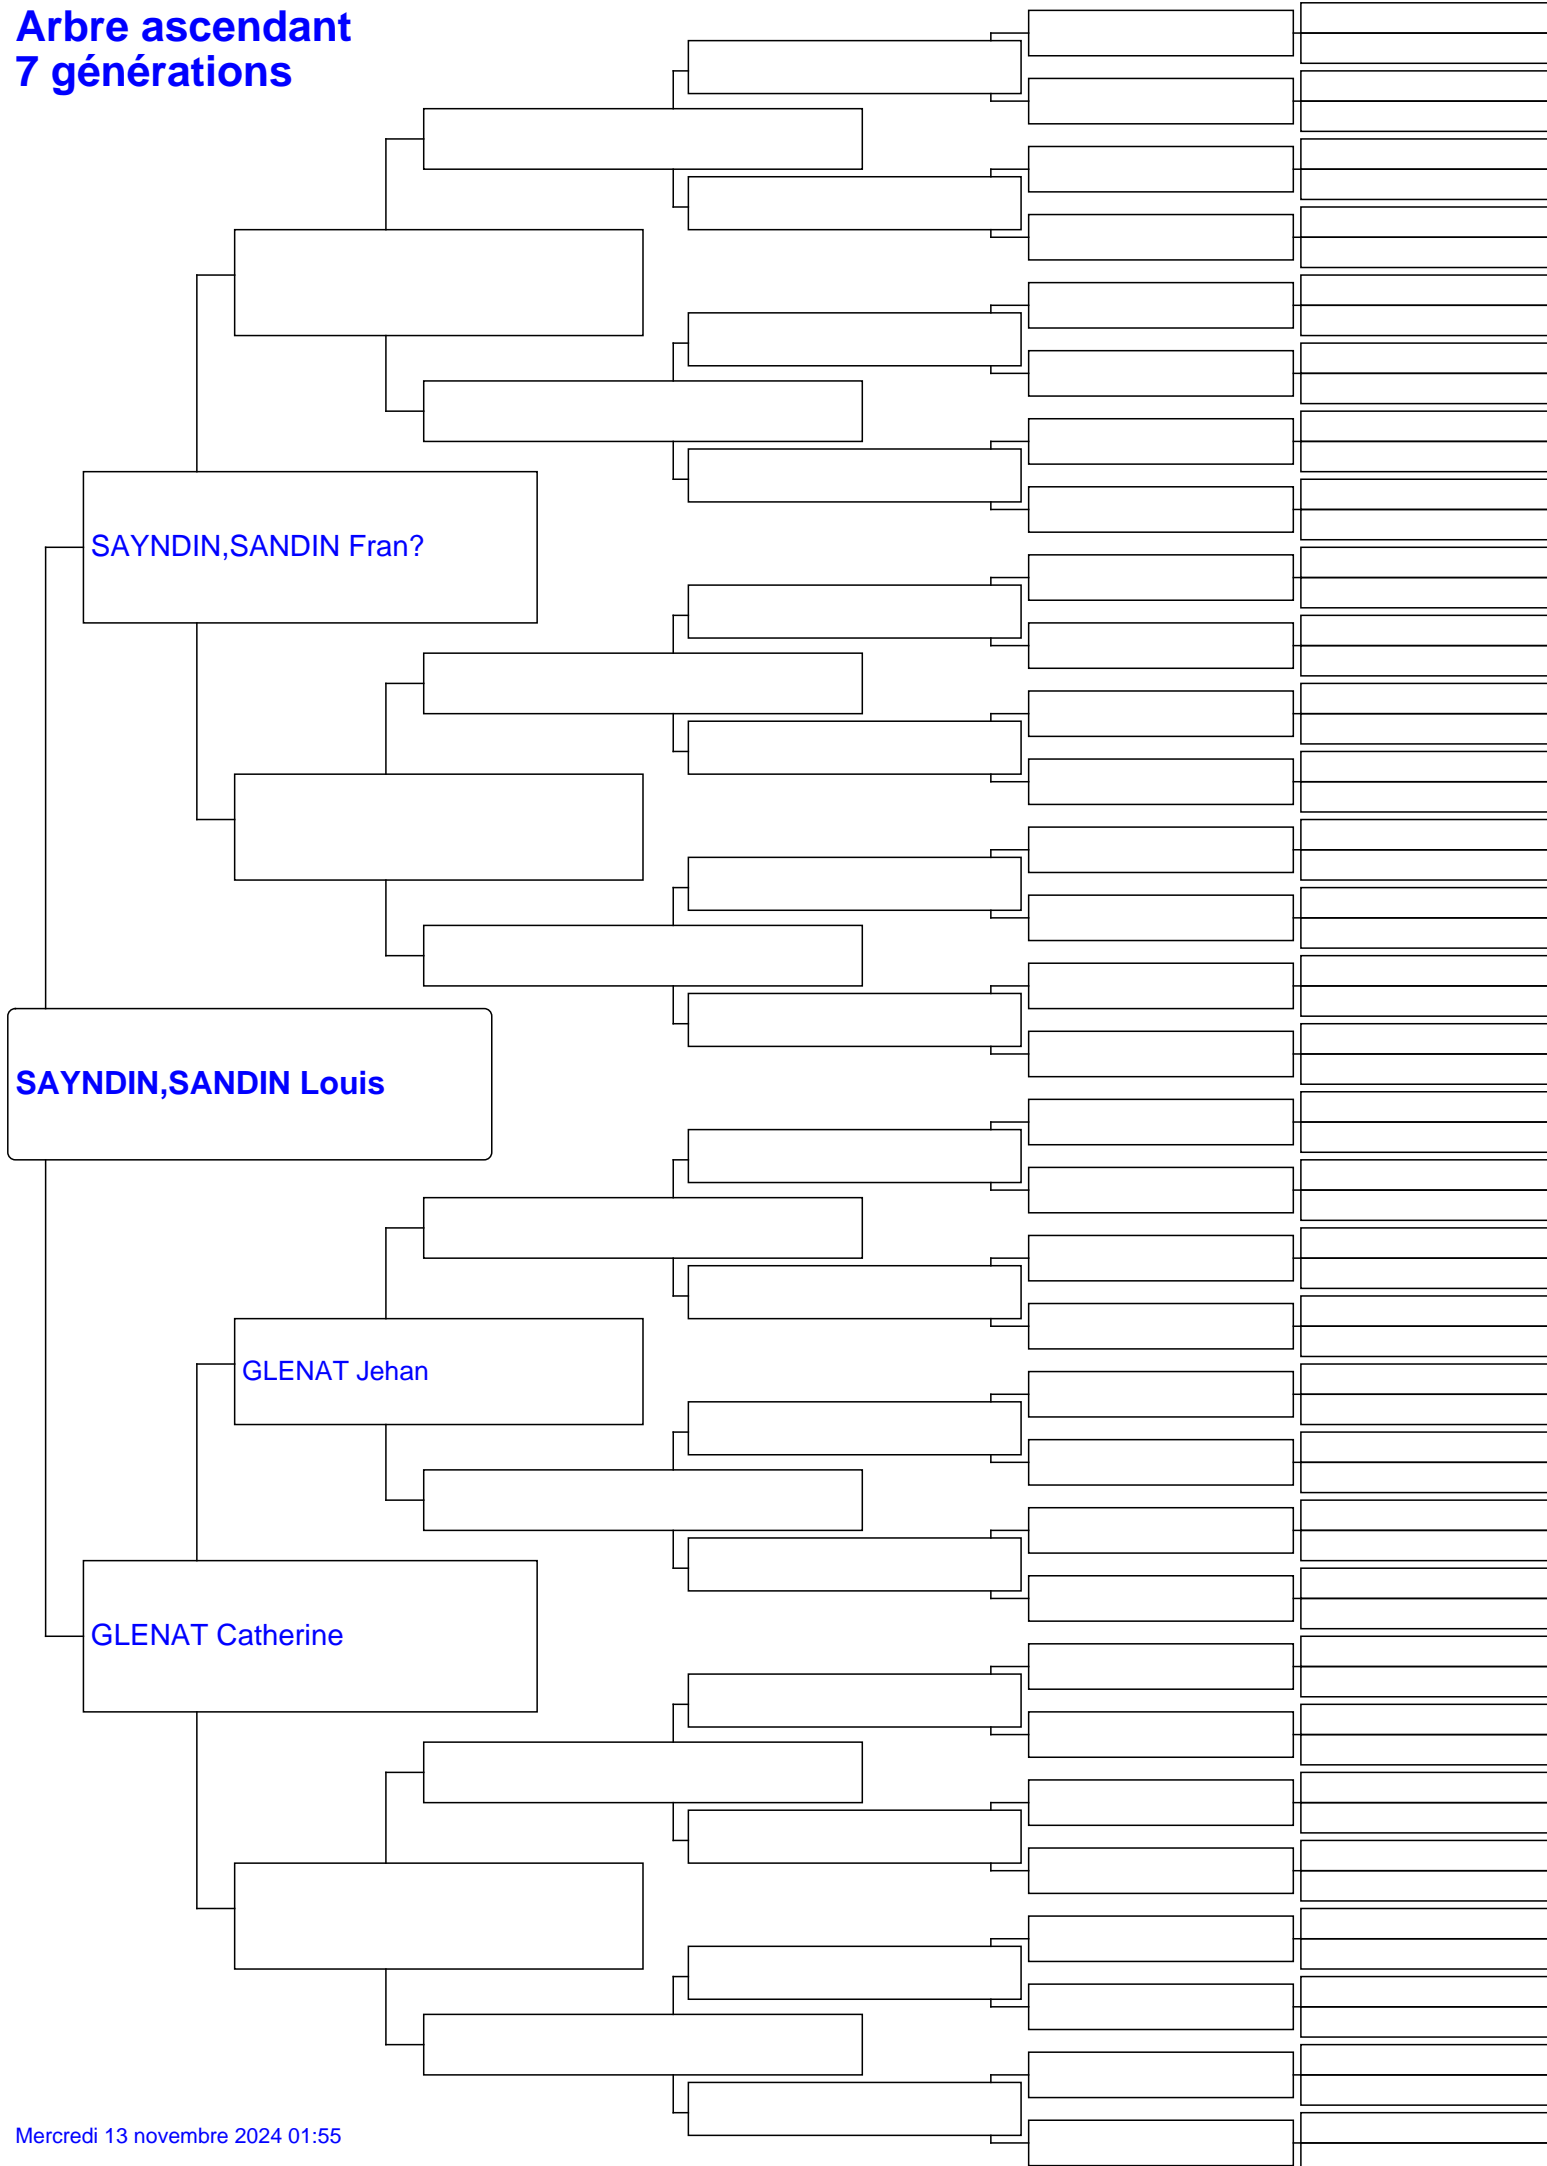 Arbre ascendant
7 générations
SAYNDIN,SANDIN Fran?
SAYNDIN,SANDIN Louis
GLENAT Jehan
GLENAT Catherine
Mercredi 13 novembre 2024 01:55